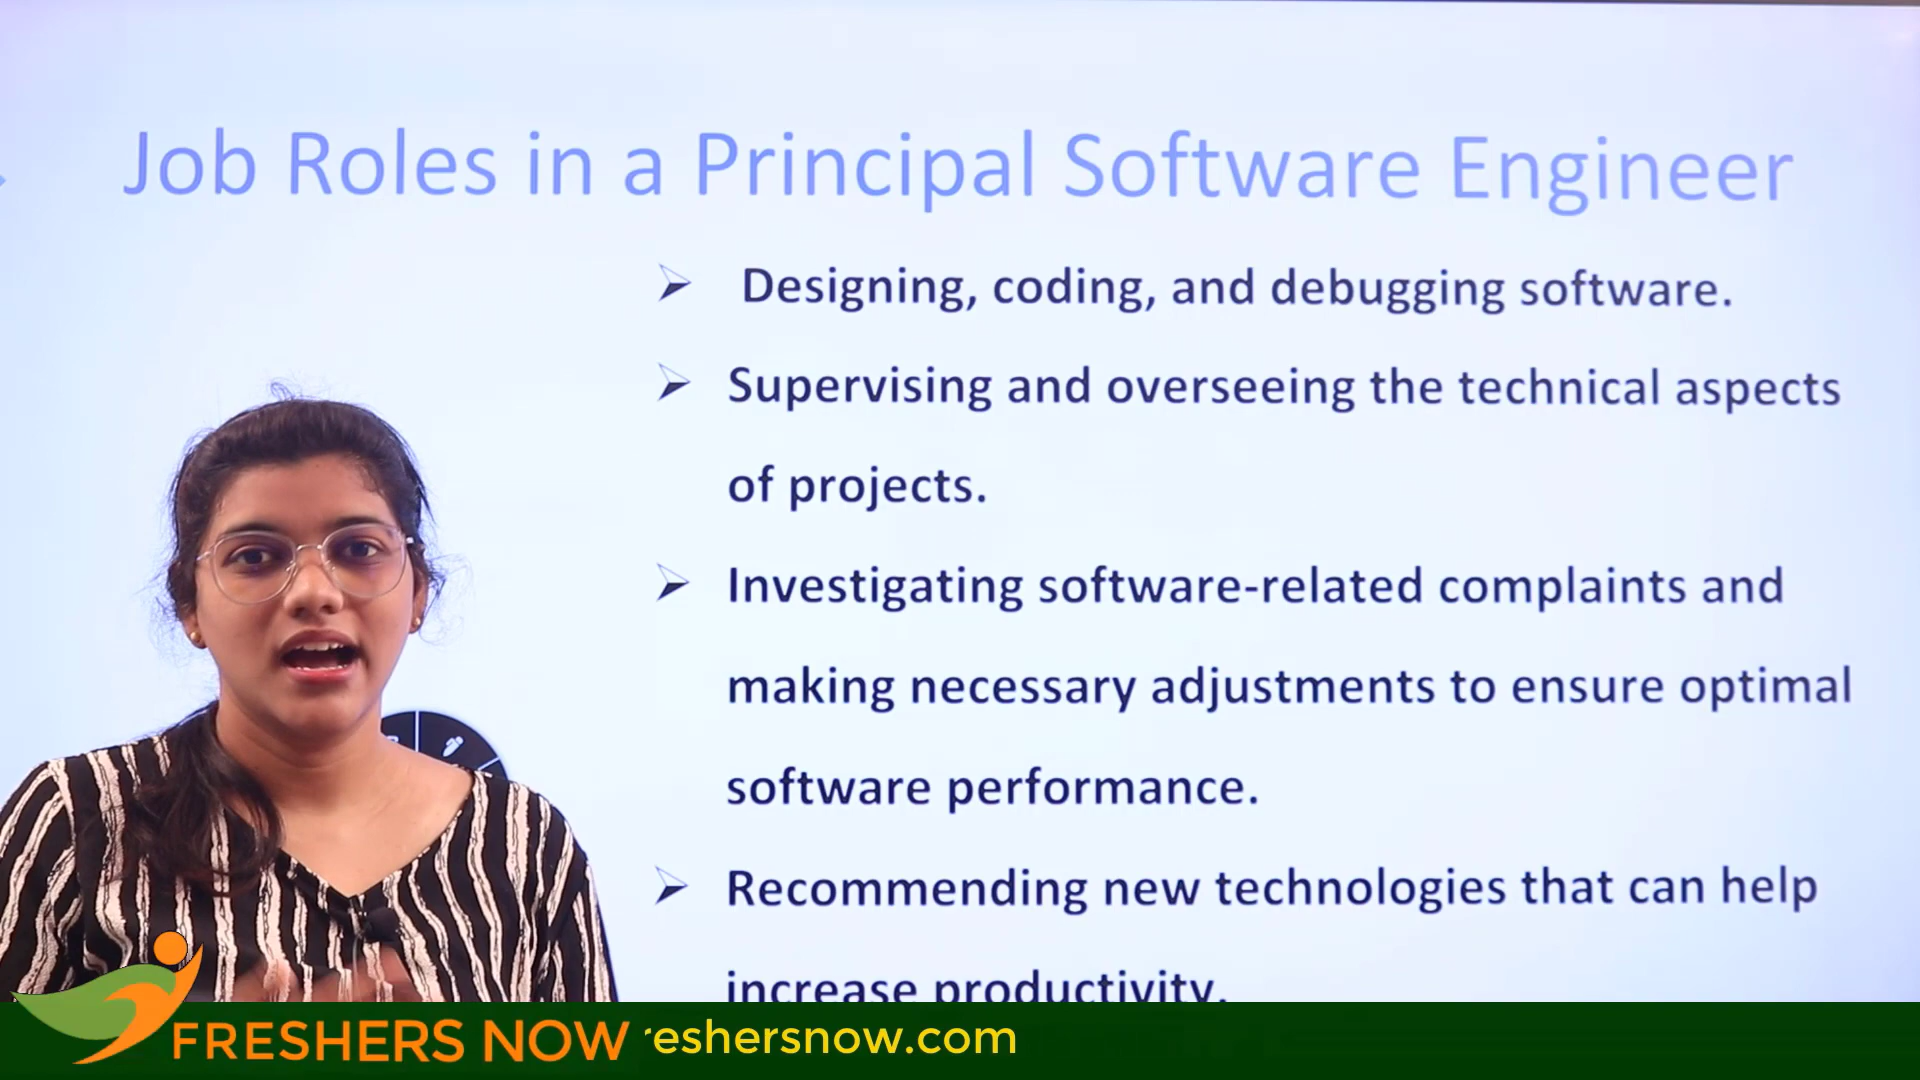 Job Roles in a Principal Software Engineer
Designing, coding, and debugging software.
Supervising and overseeing the technical aspects
of projects.
Investigating software-related complaints and
making necessary adjustments to ensure optimal
software performance.
Recommending new technologies that can help
increase productivity.
FRESHERS NOW
reshersnow.com